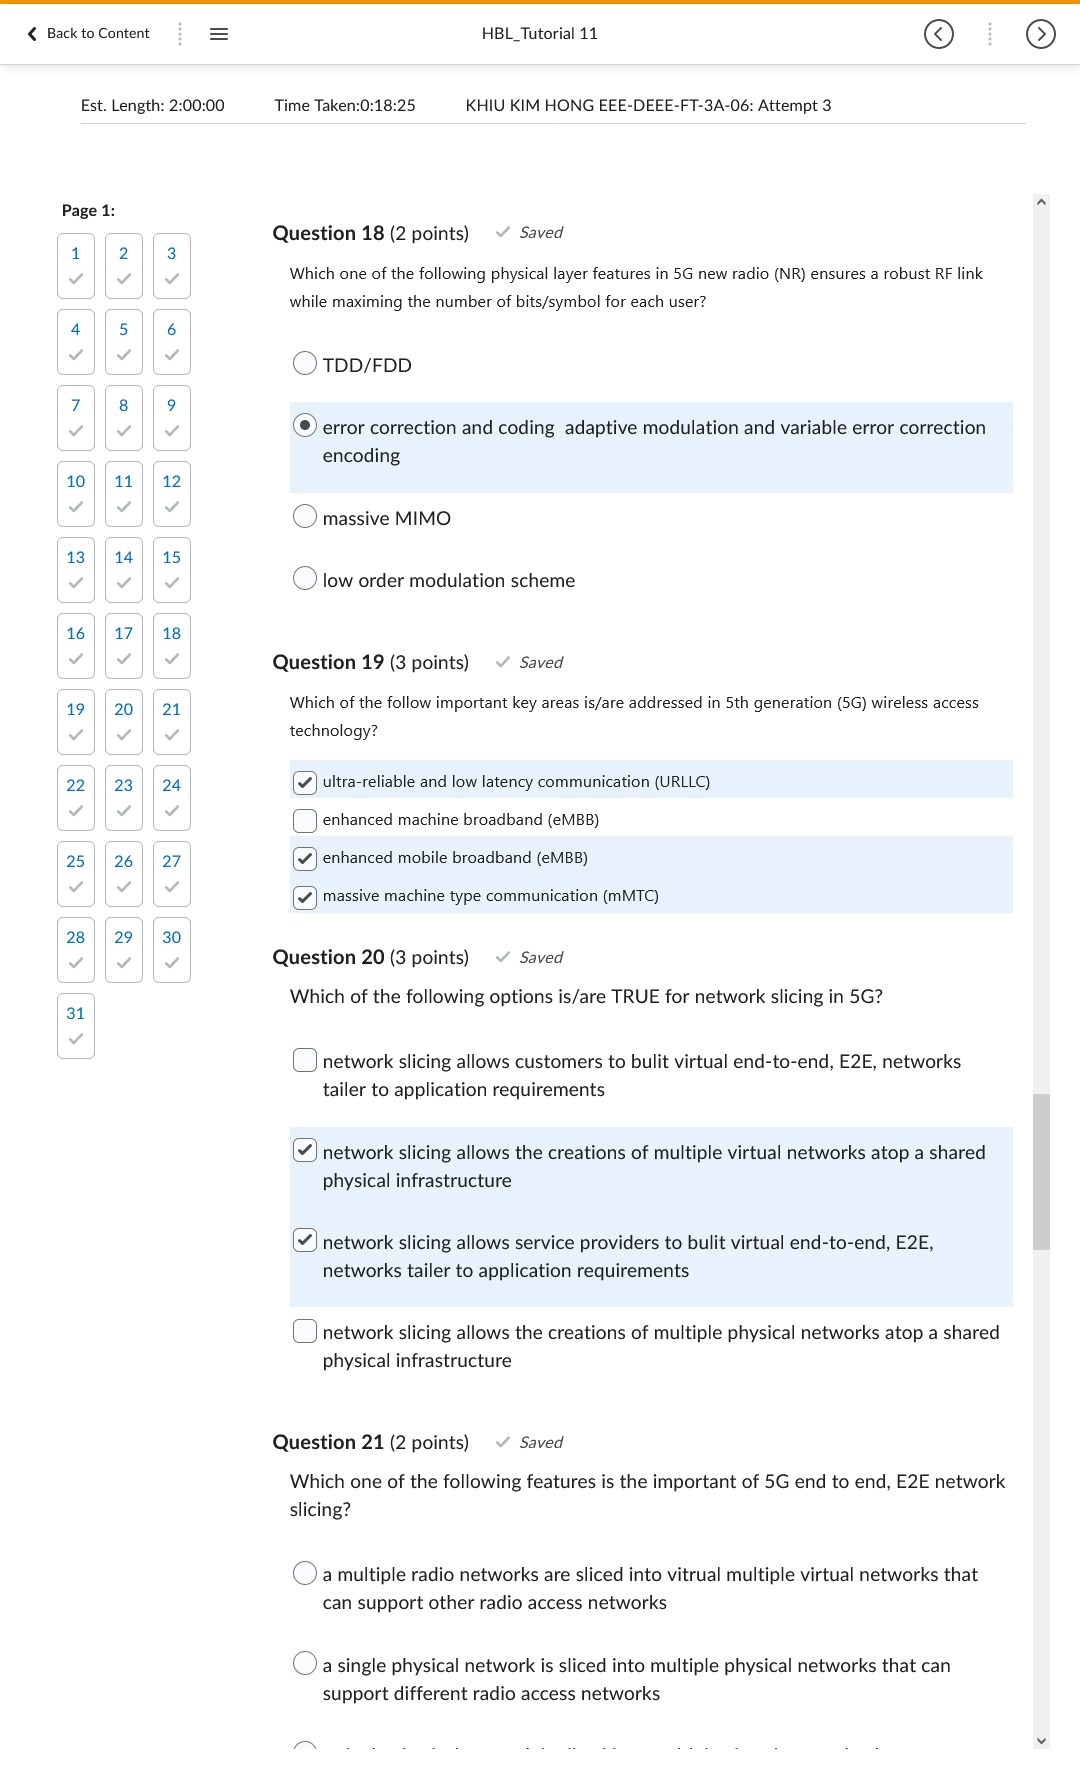 Back to Content
HBL_Tutorial 11
Est. Length: 2:00:00 Time Taken:0:18:25 KHIU KIM HONG EEE-DEEE-FT-3A-06: Attempt 3
Page 1:
1 2 3
4 5 6
7 8 9
10 11 12
13 14 15
16 17 18
19 20 21
22 23 24
25 26 27
28 29 30
31
Question 18 (2 points) Saved
Which one of the following physical layer features in 5G new radio (NR) ensures a robust RF link
while maximing the number of bits/symbol for each user?
TDD/FDD
error correction and coding adaptive modulation and variable error correction
encoding
massive MIMO
low order modulation scheme
Question 19 (3 points) Saved
Which of the follow important key areas is/are addressed in 5th generation (5G) wireless access
technology?
ultra-reliable and low latency communication (URLLC)
enhanced machine broadband (eMBB)
enhanced mobile broadband (eMBB)
massive machine type communication (mMTC)
Question 20 (3 points) Saved
Which of the following options is/are TRUE for network slicing in 5G?
network slicing allows customers to bulit virtual end-to-end, E2E, networks
tailer to application requirements
network slicing allows the creations of multiple virtual networks atop a shared
physical infrastructure
network slicing allows service providers to bulit virtual end-to-end, E2E,
networks tailer to application requirements
network slicing allows the creations of multiple physical networks atop a shared
physical infrastructure
Question 21 (2 points) Saved
Which one of the following features is the important of 5G end to end, E2E network
slicing?
a multiple radio networks are sliced into vitrual multiple virtual networks that
can support other radio access networks
a single physical network is sliced into multiple physical networks that can
support different radio access networks